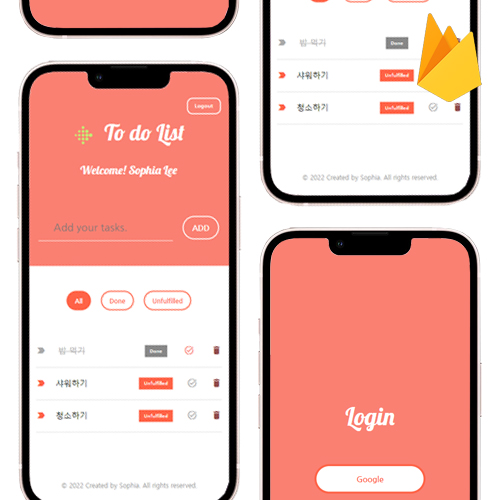 Logout
To do List
Welcome! Sophia Lee
Add your tasks.
ADD
All
Done
Unfulfilled
밥 먹기
Done
샤워하기
Unfulfilled
청소하기
Unfulfilled
© 2022 Created by Sophia. All rights reserved.
밥 먹기
Done
샤워하기
Unfulfilled
청소하기
Unfulfilled
© 2022 Created by Sophia. All rights reserved.
Login
Google